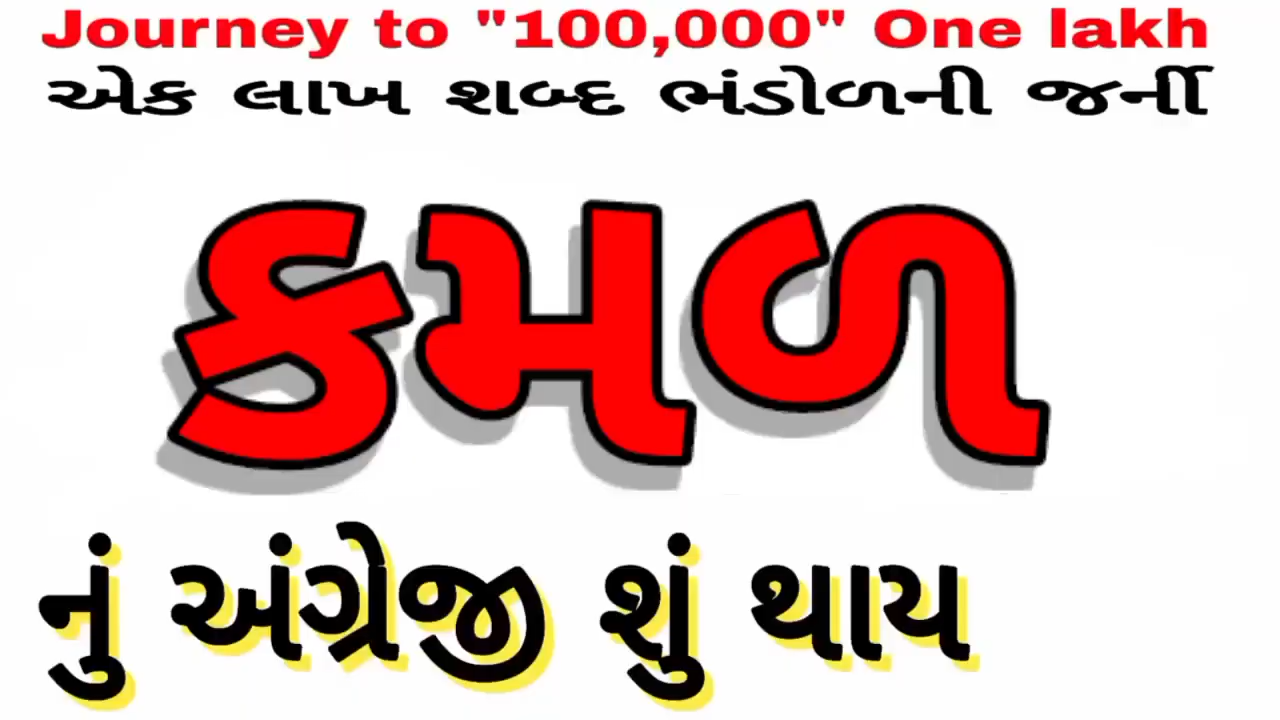 Journey to "100,000" One lakh
એક લાખ શબ્દ ભંડોળની જર્ની
કમળ
નું અંગ્રેજી શું થાય